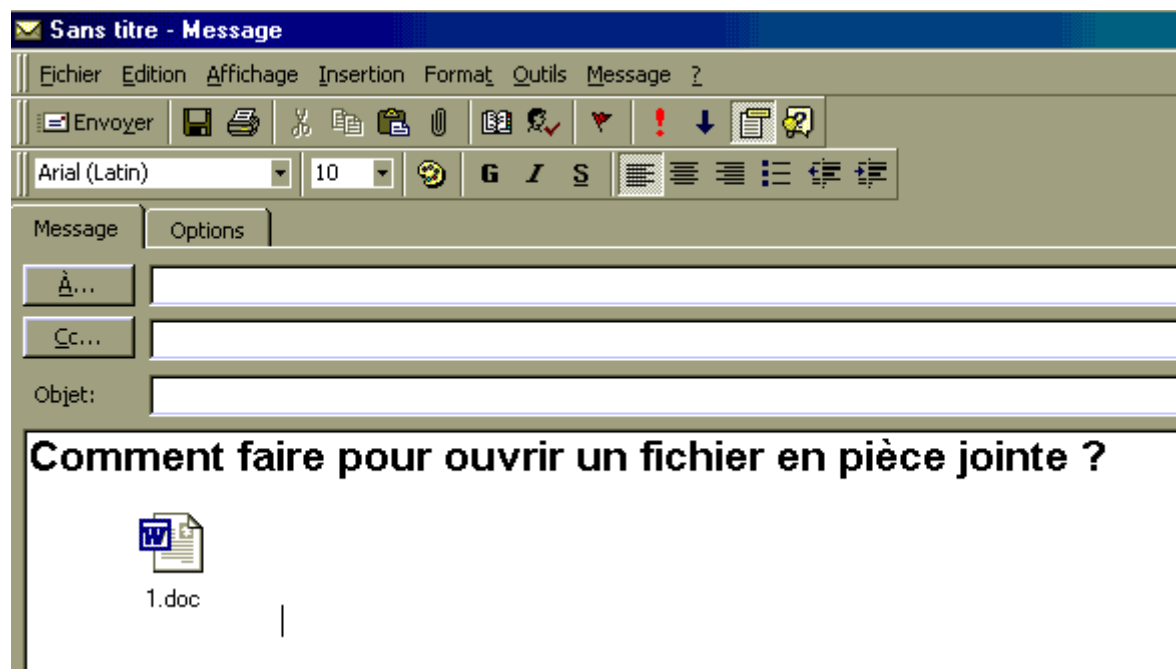 Sans titre - Message
Fichier Edition Affichage Insertion Format Outils Message ?
Envoyer
Arial (Latin) 10 G I S
Message Options
À...
Cc...
Objet:
Comment faire pour ouvrir un fichier en pièce jointe ?
W
1.doc